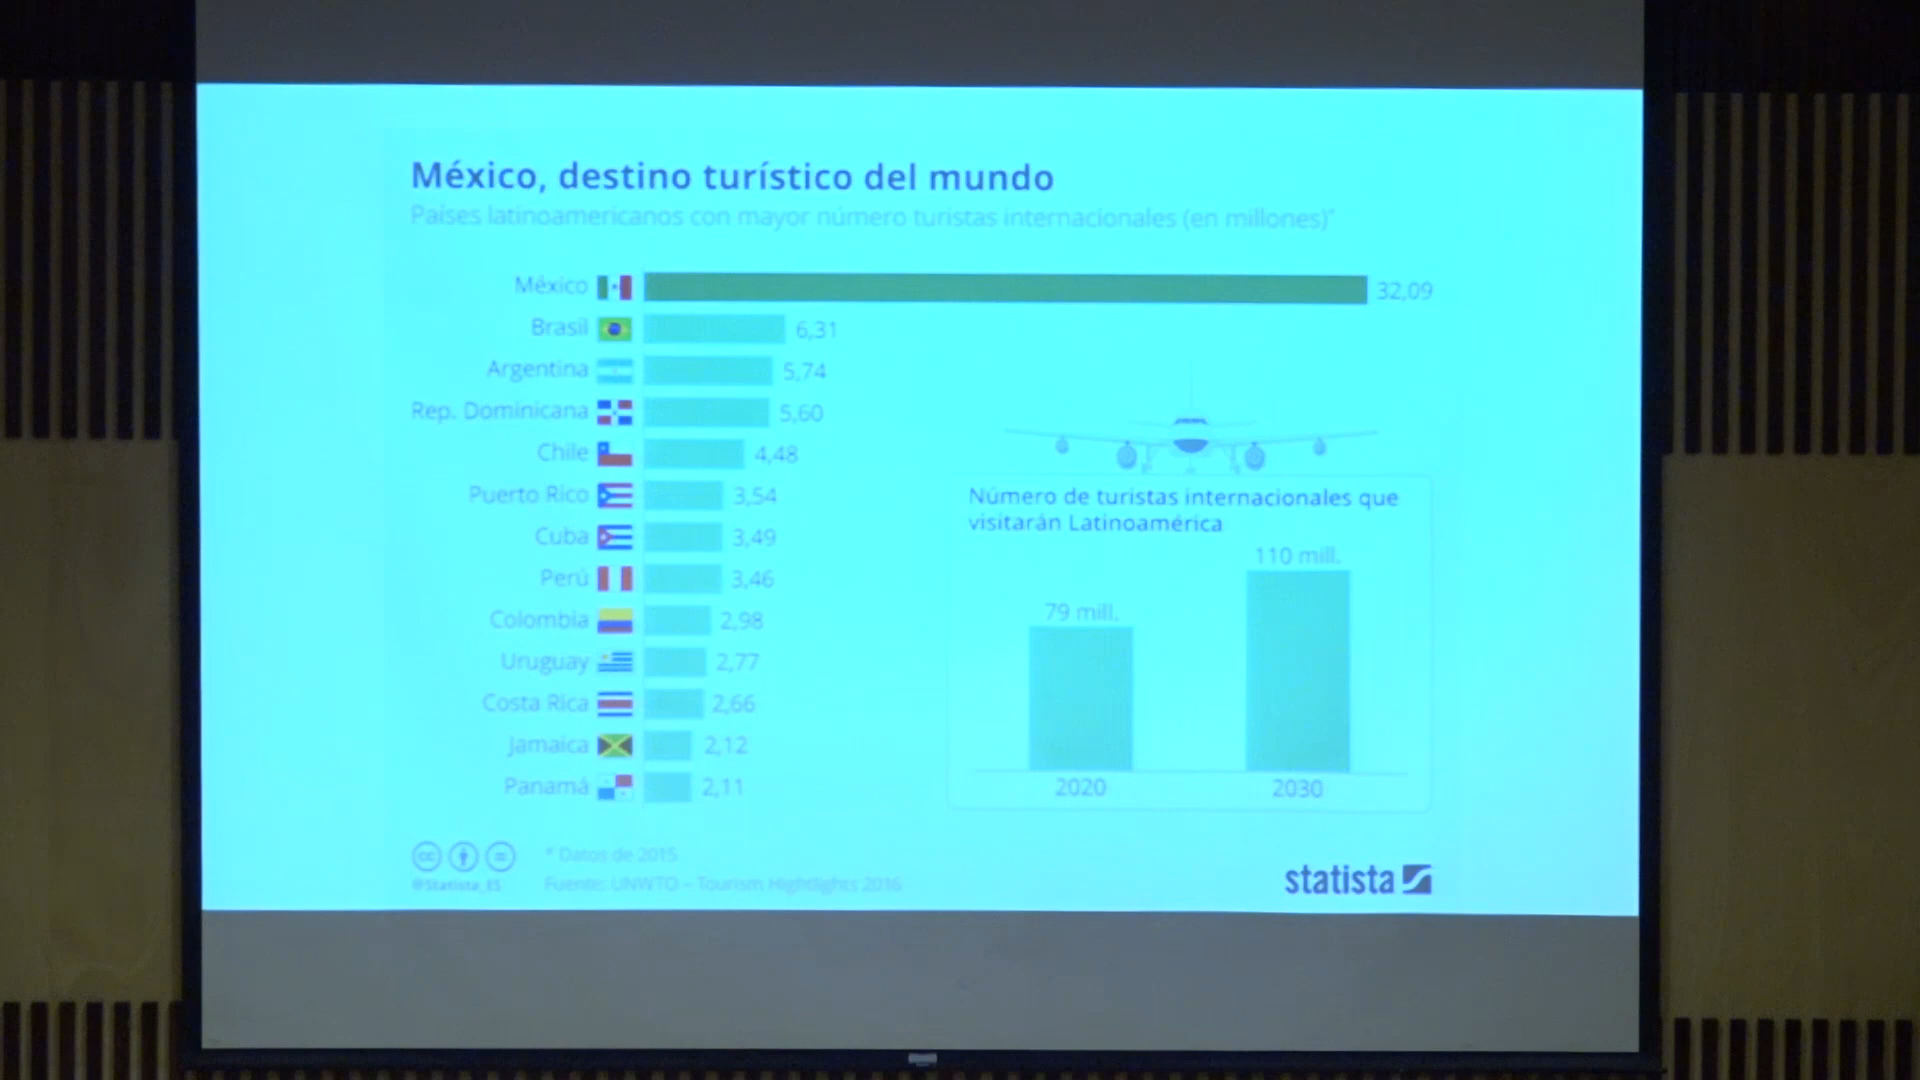 México, destino turístico del mundo
Países latinoamericanos con mayor número turistas internacionales (en millones)*
México 32,09
Brasil 6,31
Argentina 5,74
Rep. Dominicana 5,60
Chile 4,48
Puerto Rico 3,54
Cuba 3,49
Perú 3,46
Colombia 2,98
Uruguay 2,77
Costa Rica 2,66
Jamaica 2,12
Panamá 2,11
Número de turistas internacionales que
visitarán Latinoamérica
110 mill.
79 mill.
2020 2030
cc
@Statista_ES
* Datos de 2015
Fuente: UNWTO – Tourism Hightlights 2016
statista